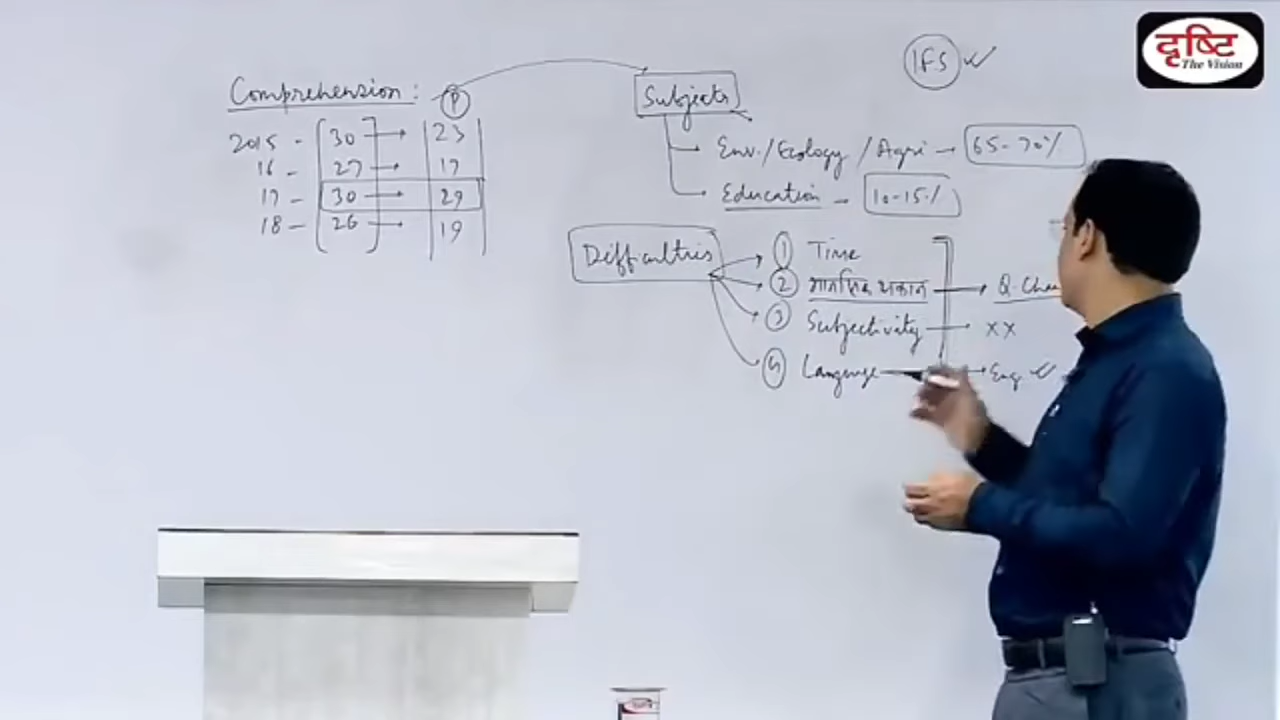 दृष्टि
The Vision
IFS
Comprehension :
P
2015 - 30 → 23
16 - 27 → 17
17 - 30 → 29
18 - 26 → 19
Subjects
Env./Ecology / Agri → 65-70%
Education - 10-15%
Difficulties
1 Time
2 मानसिक थकान → Q.
3 Subjectivity → XX
4 Language → Eng